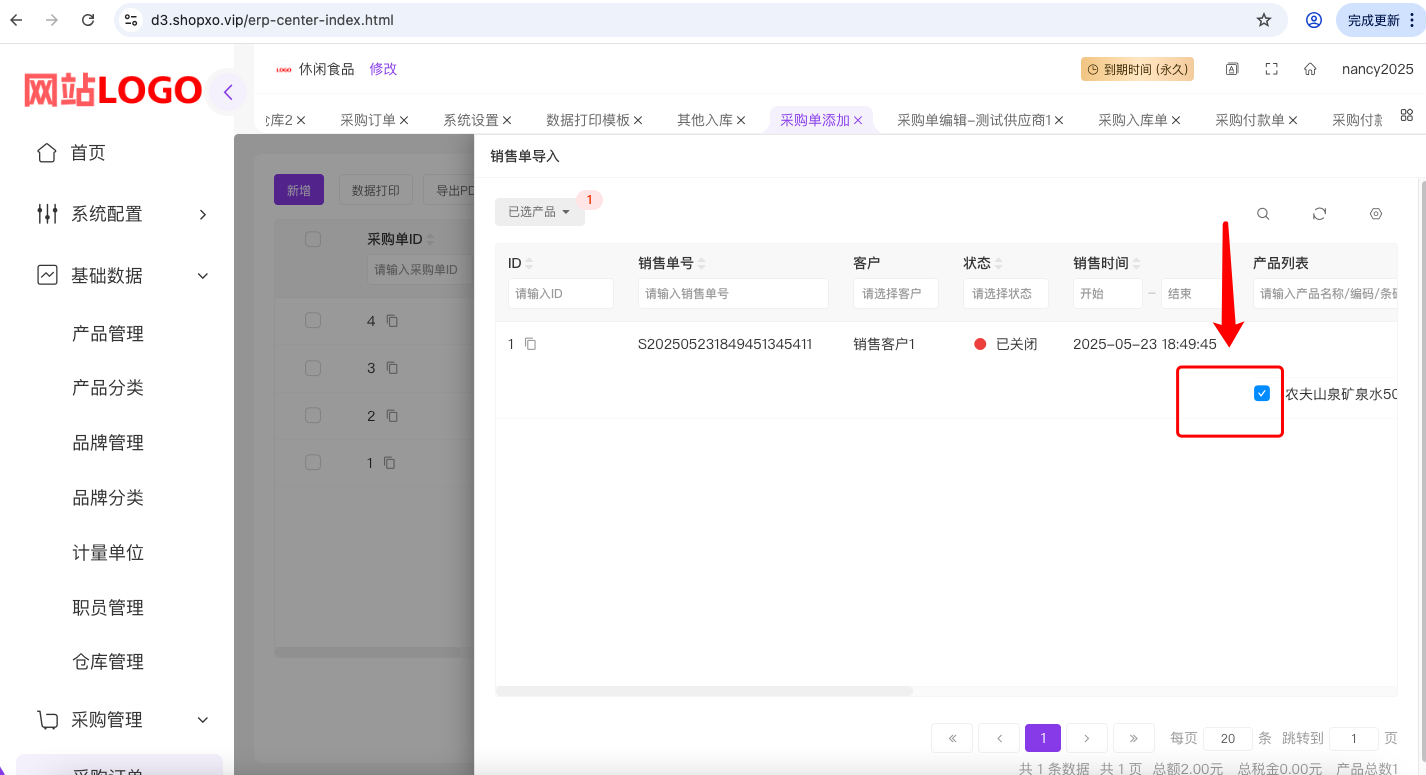 d3.shopxo.vip/erp-center-index.html
完成更新
网站LOGO
LOGO 休闲食品 修改
到期时间 (永久)
nancy2025
仓库2 × 采购订单 × 系统设置 × 数据打印模板 × 其他入库 × 采购单添加 × 采购单编辑-测试供应商1 × 采购入库单 × 采购付款单 × 采购付款
首页
系统配置
基础数据
产品管理
产品分类
品牌管理
品牌分类
计量单位
职员管理
仓库管理
采购管理
采购订单
新增 数据打印 导出PD
采购单ID
请输入采购单ID
4
3
2
1
销售单导入
已选产品
1
ID 销售单号 客户 状态 销售时间 产品列表
请输入ID 请输入销售单号 请选择客户 请选择状态 开始 – 结束 请输入产品名称/编码/条码
1 S202505231849451345411 销售客户1 已关闭 2025-05-23 18:49:45
农夫山泉矿泉水50
« ‹ 1 › » 每页 20 条 跳转到 1 页
共 1 条数据 共 1 页 总额2.00元 总税金0.00元 产品总数1